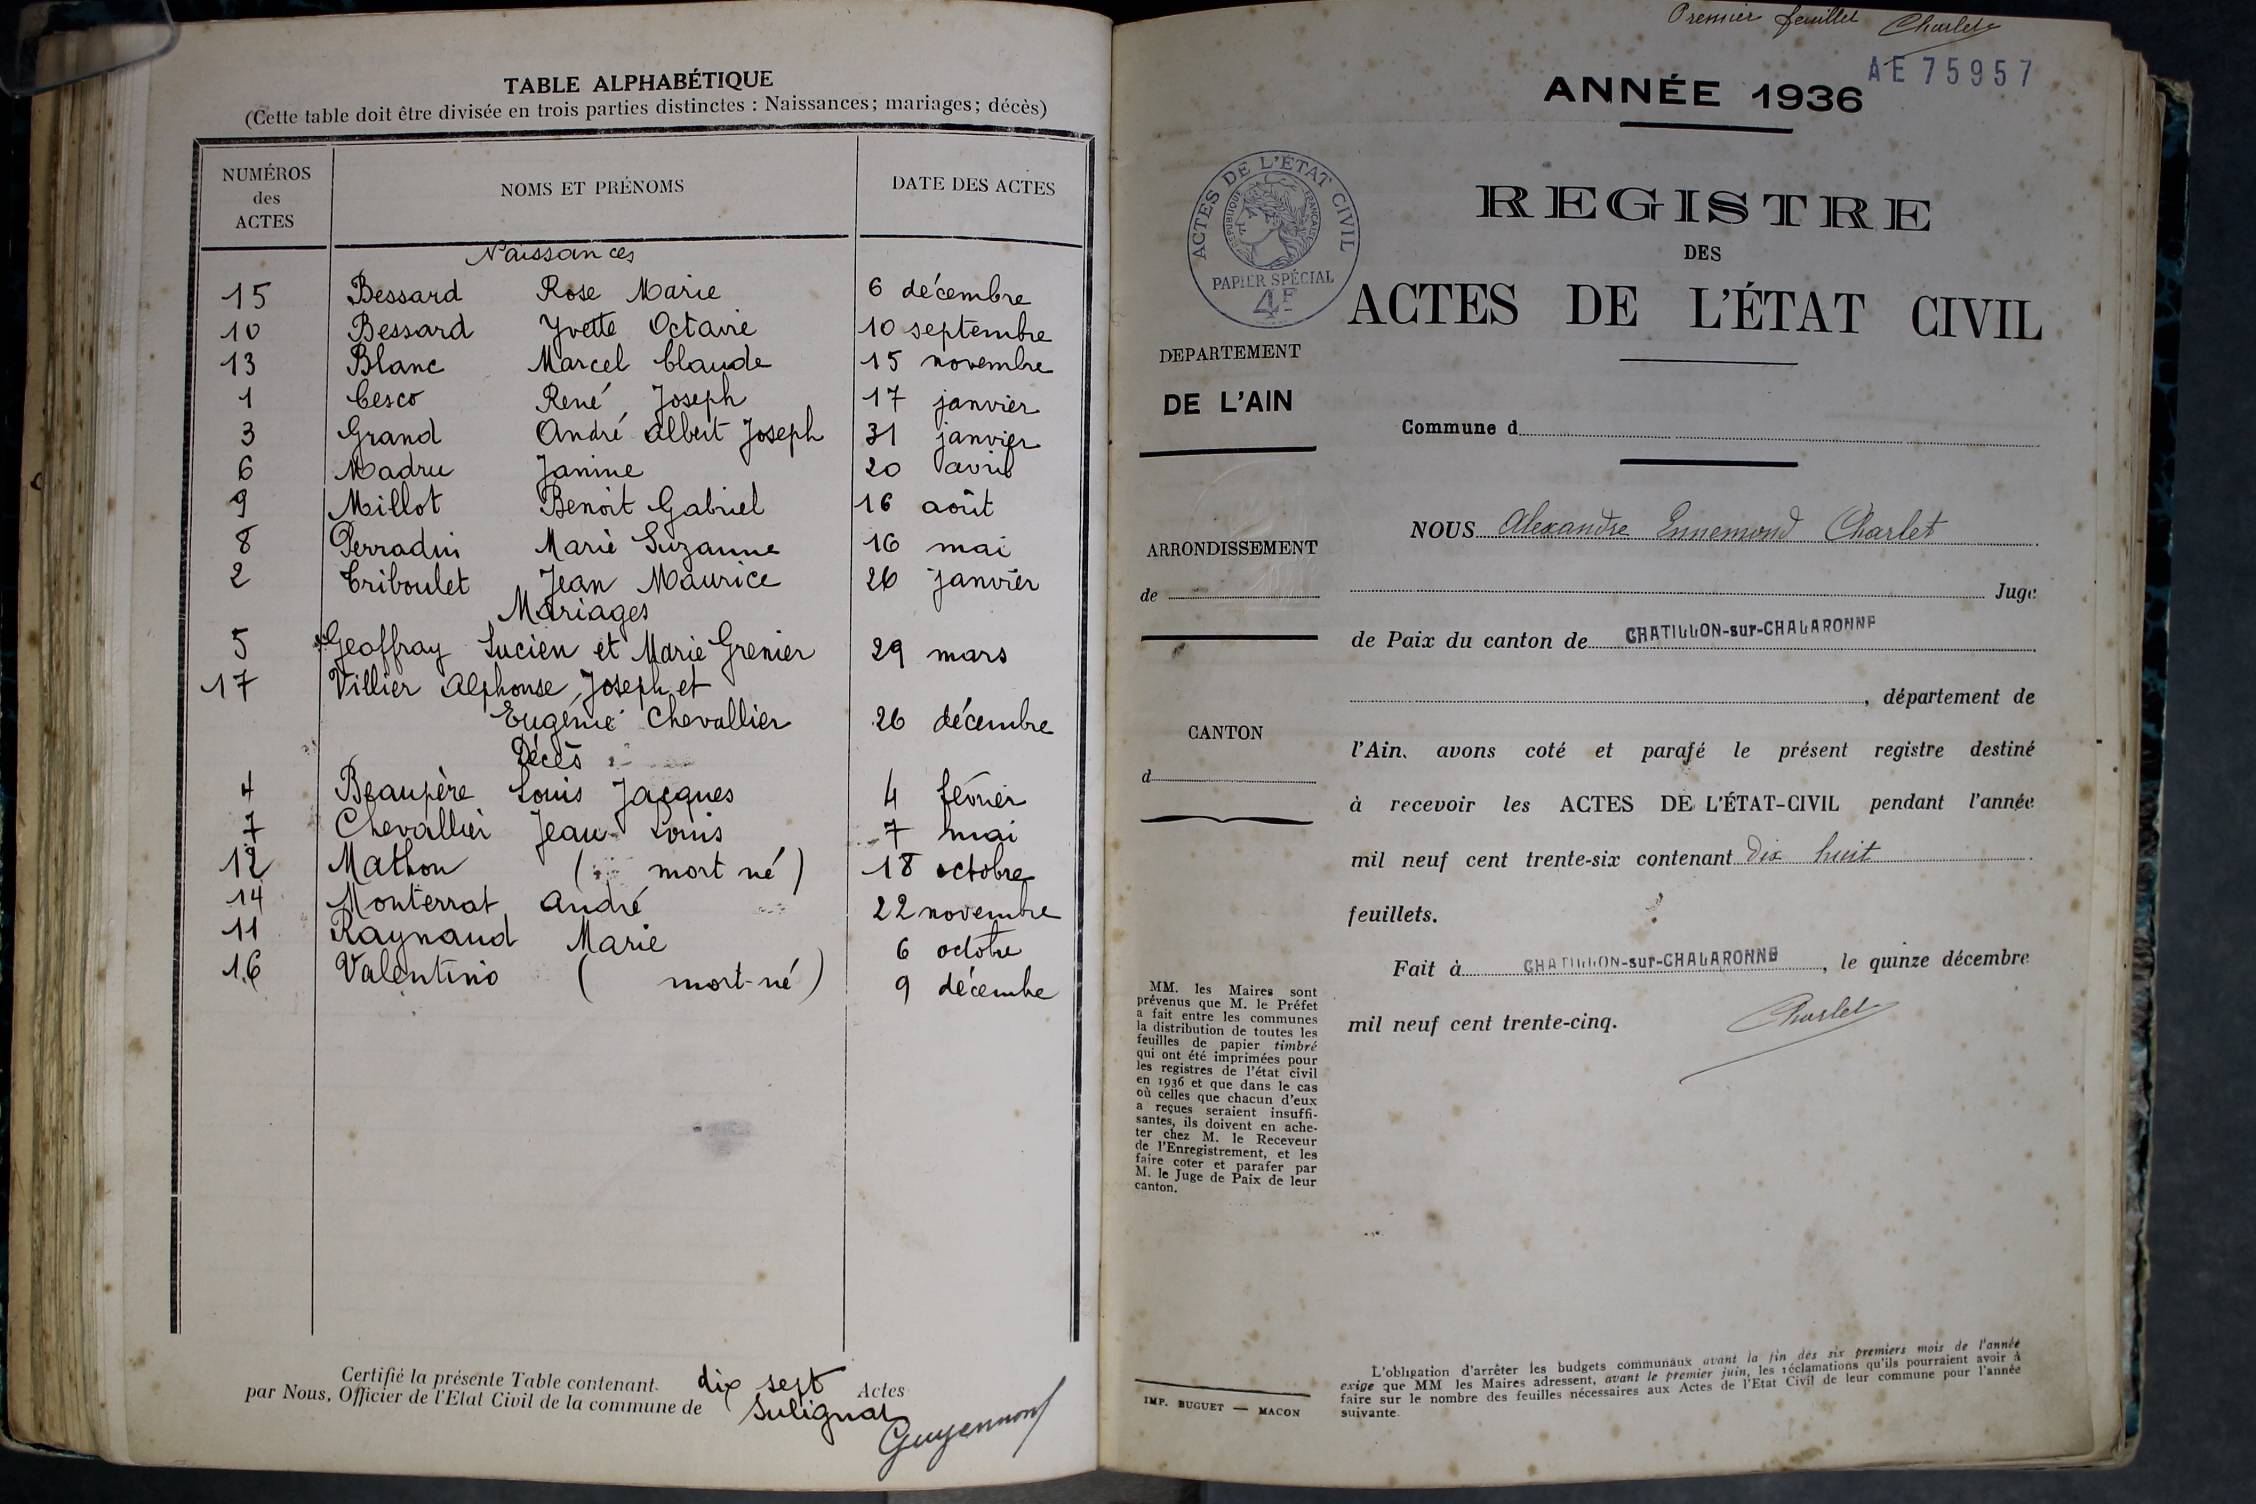 TABLE ALPHABÉTIQUE
(Cette table doit être divisée en trois parties distinctes : Naissances; mariages; décès)
NUMÉROS des ACTES
NOMS ET PRÉNOMS
DATE DES ACTES
Naissances
15 Bessard Rose Marie 6 décembre
10 Bessard Yvette Octavie 10 septembre
13 Blanc Marcel Claude 15 novembre
1 Cesco René Joseph 17 janvier
3 Grand André Albert Joseph 31 janvier
6 Madru Janine 20 avril
9 Millot Benoit Gabriel 16 août
8 Perradin Marie Suzanne 16 mai
2 Criboulet Jean Maurice 26 janvier
Mariages
5 Geoffray Lucien et Marie Grenier 29 mars
17 Villier Alphonse Joseph et
Eugénie Chevallier 26 décembre
Décès
4 Beaupère Louis Jacques 4 février
7 Chevallier Jean Louis 7 mai
12 Mathon ( mort né ) 18 octobre
14 Monterrat André 22 novembre
11 Raynaud Marie 6 octobre
16 Valentino ( mort-né ) 9 décembre
Certifié la présente Table contenant dix sept Actes
par Nous, Officier de l'Etat Civil de la commune de Sulignat
Guyennon
Premier feuillet Charlet
AE 75957
ANNÉE 1936
ACTES DE L'ÉTAT CIVIL
RÉPUBLIQUE FRANÇAISE
PAPIER SPÉCIAL
4F
REGISTRE
DES
ACTES DE L'ÉTAT CIVIL
DEPARTEMENT
DE L'AIN
ARRONDISSEMENT
de
CANTON
d
MM. les Maires sont
prévenus que M. le Préfet
a fait entre les communes
la distribution de toutes les
feuilles de papier timbré
qui ont été imprimées pour
les registres de l'état civil
en 1936 et que dans le cas
où celles que chacun d'eux
a reçues seraient insuffi-
santes, ils doivent en ache-
ter chez M. le Receveur
de l'Enregistrement, et les
faire coter et parafer par
M. le Juge de Paix de leur
canton.
IMP. BUGUET — MACON
Commune d
NOUS Alexandre Ennemond Charlet
Juge
de Paix du canton de CHATILLON-sur-CHALARONNE
, département de
l'Ain, avons coté et parafé le présent registre destiné
à recevoir les ACTES DE L'ÉTAT-CIVIL pendant l'année
mil neuf cent trente-six contenant dix huit
feuillets.
Fait à CHATILLON-sur-CHALARONNE, le quinze décembre
mil neuf cent trente-cinq.
Charlet
L'obligation d'arrêter les budgets communaux avant la fin des six premiers mois de l'année
exige que MM les Maires adressent, avant le premier juin, les réclamations qu'ils pourraient avoir à
faire sur le nombre des feuilles nécessaires aux Actes de l'Etat Civil de leur commune pour l'année
suivante.